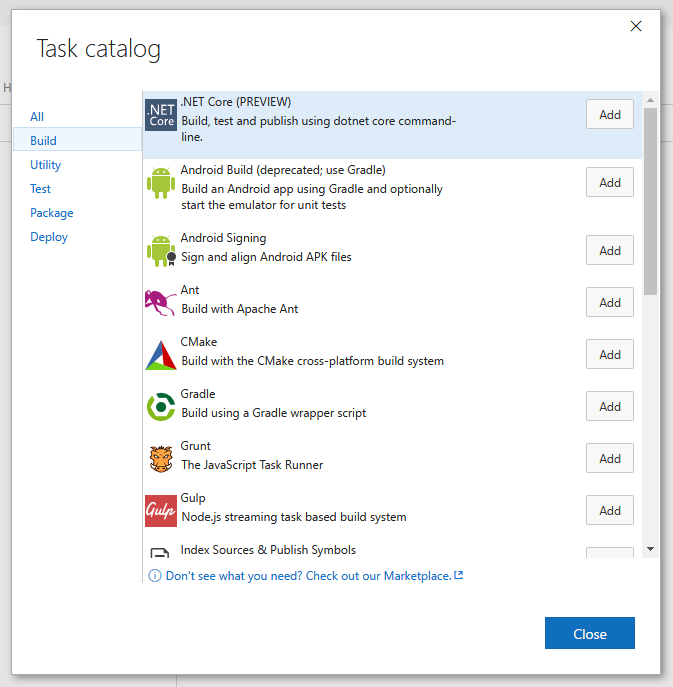 H
Task catalog
All
Build
Utility
Test
Package
Deploy
.NET
Core
.NET Core (PREVIEW)
Build, test and publish using dotnet core command-
line.
Add
Android Build (deprecated; use Gradle)
Build an Android app using Gradle and optionally
start the emulator for unit tests
Add
Android Signing
Sign and align Android APK files
Add
Ant
Build with Apache Ant
Add
CMake
Build with the CMake cross-platform build system
Add
Gradle
Build using a Gradle wrapper script
Add
Grunt
The JavaScript Task Runner
Add
Gulp
Gulp
Node.js streaming task based build system
Add
Index Sources & Publish Symbols
Don't see what you need? Check out our Marketplace.
Close